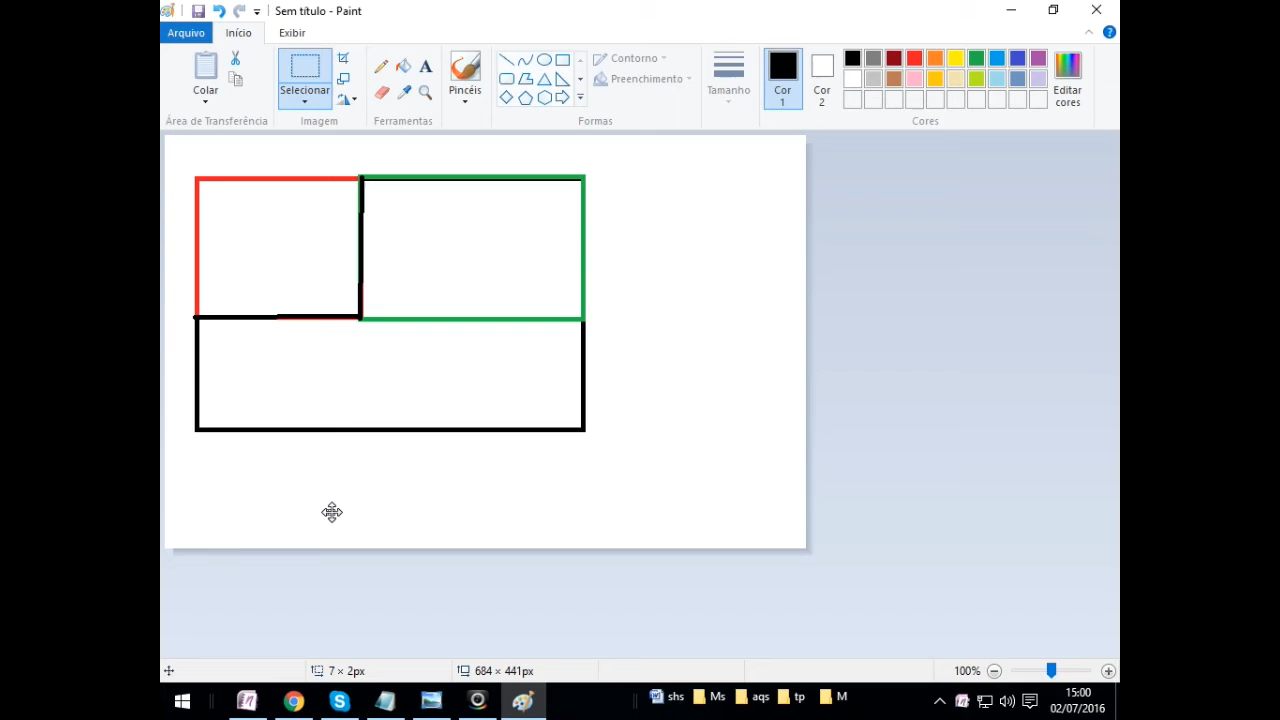 Sem título - Paint
Arquivo Início Exibir
Colar
Selecionar
Pincéis
Contorno
Preenchimento
Tamanho
Cor 1
Cor 2
Editar cores
Área de Transferência Imagem Ferramentas Formas Cores
7 × 2px 684 × 441px 100%
shs Ms aqs tp M
15:00
02/07/2016